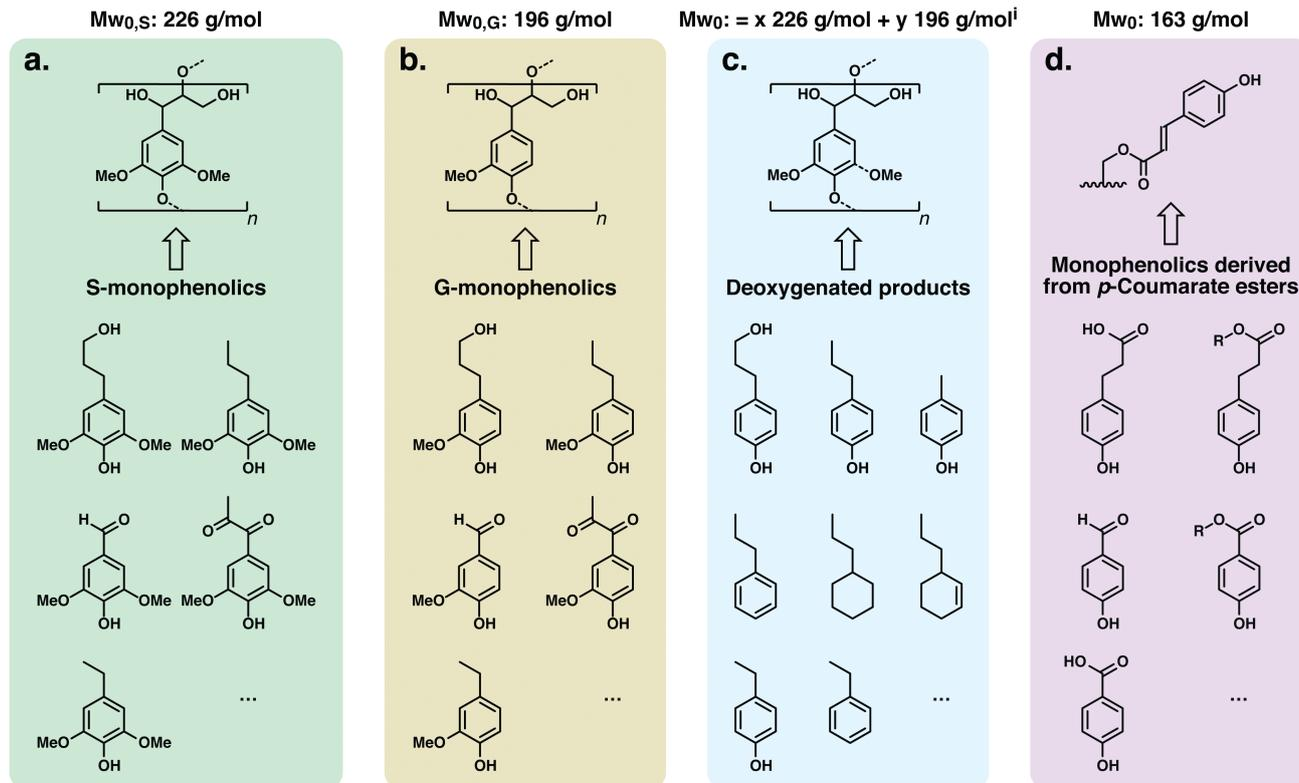 Mw0,S: 226 g/mol
Mw0,G: 196 g/mol
Mw0: = x 226 g/mol + y 196 g/molⁱ
Mw0: 163 g/mol
a.
O
HO
OH
MeO
OMe
O
n
S-monophenolics
OH
MeO
OMe
OH
MeO
OMe
OH
H
O
MeO
OMe
OH
O
O
MeO
OMe
OH
MeO
OMe
OH
...
b.
O
HO
OH
MeO
O
n
G-monophenolics
OH
MeO
OH
MeO
OH
H
O
MeO
OH
O
O
MeO
OH
MeO
OH
...
c.
O
HO
OH
MeO
OMe
O
n
Deoxygenated products
OH
OH
OH
OH
OH
...
d.
OH
O
O
Monophenolics derived
from p-Coumarate esters
HO
O
OH
R
O
O
OH
H
O
OH
R
O
O
OH
HO
O
OH
...